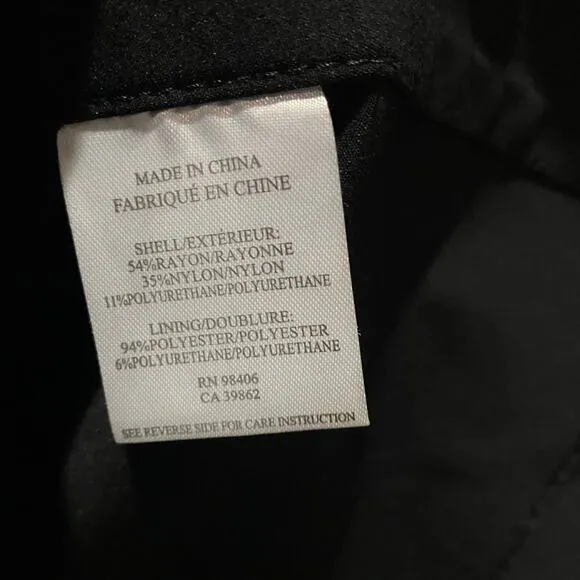 MADE IN CHINA
FABRIQUÉ EN CHINE
SHELL/EXTÉRIEUR:
54%RAYON/RAYONNE
35%NYLON/NYLON
11%POLYURETHANE/POLYURETHANE
LINING/DOUBLURE:
94%POLYESTER/POLYESTER
6%POLYURETHANE/POLYURETHANE
RN 98406
CA 39862
SEE REVERSE SIDE FOR CARE INSTRUCTION